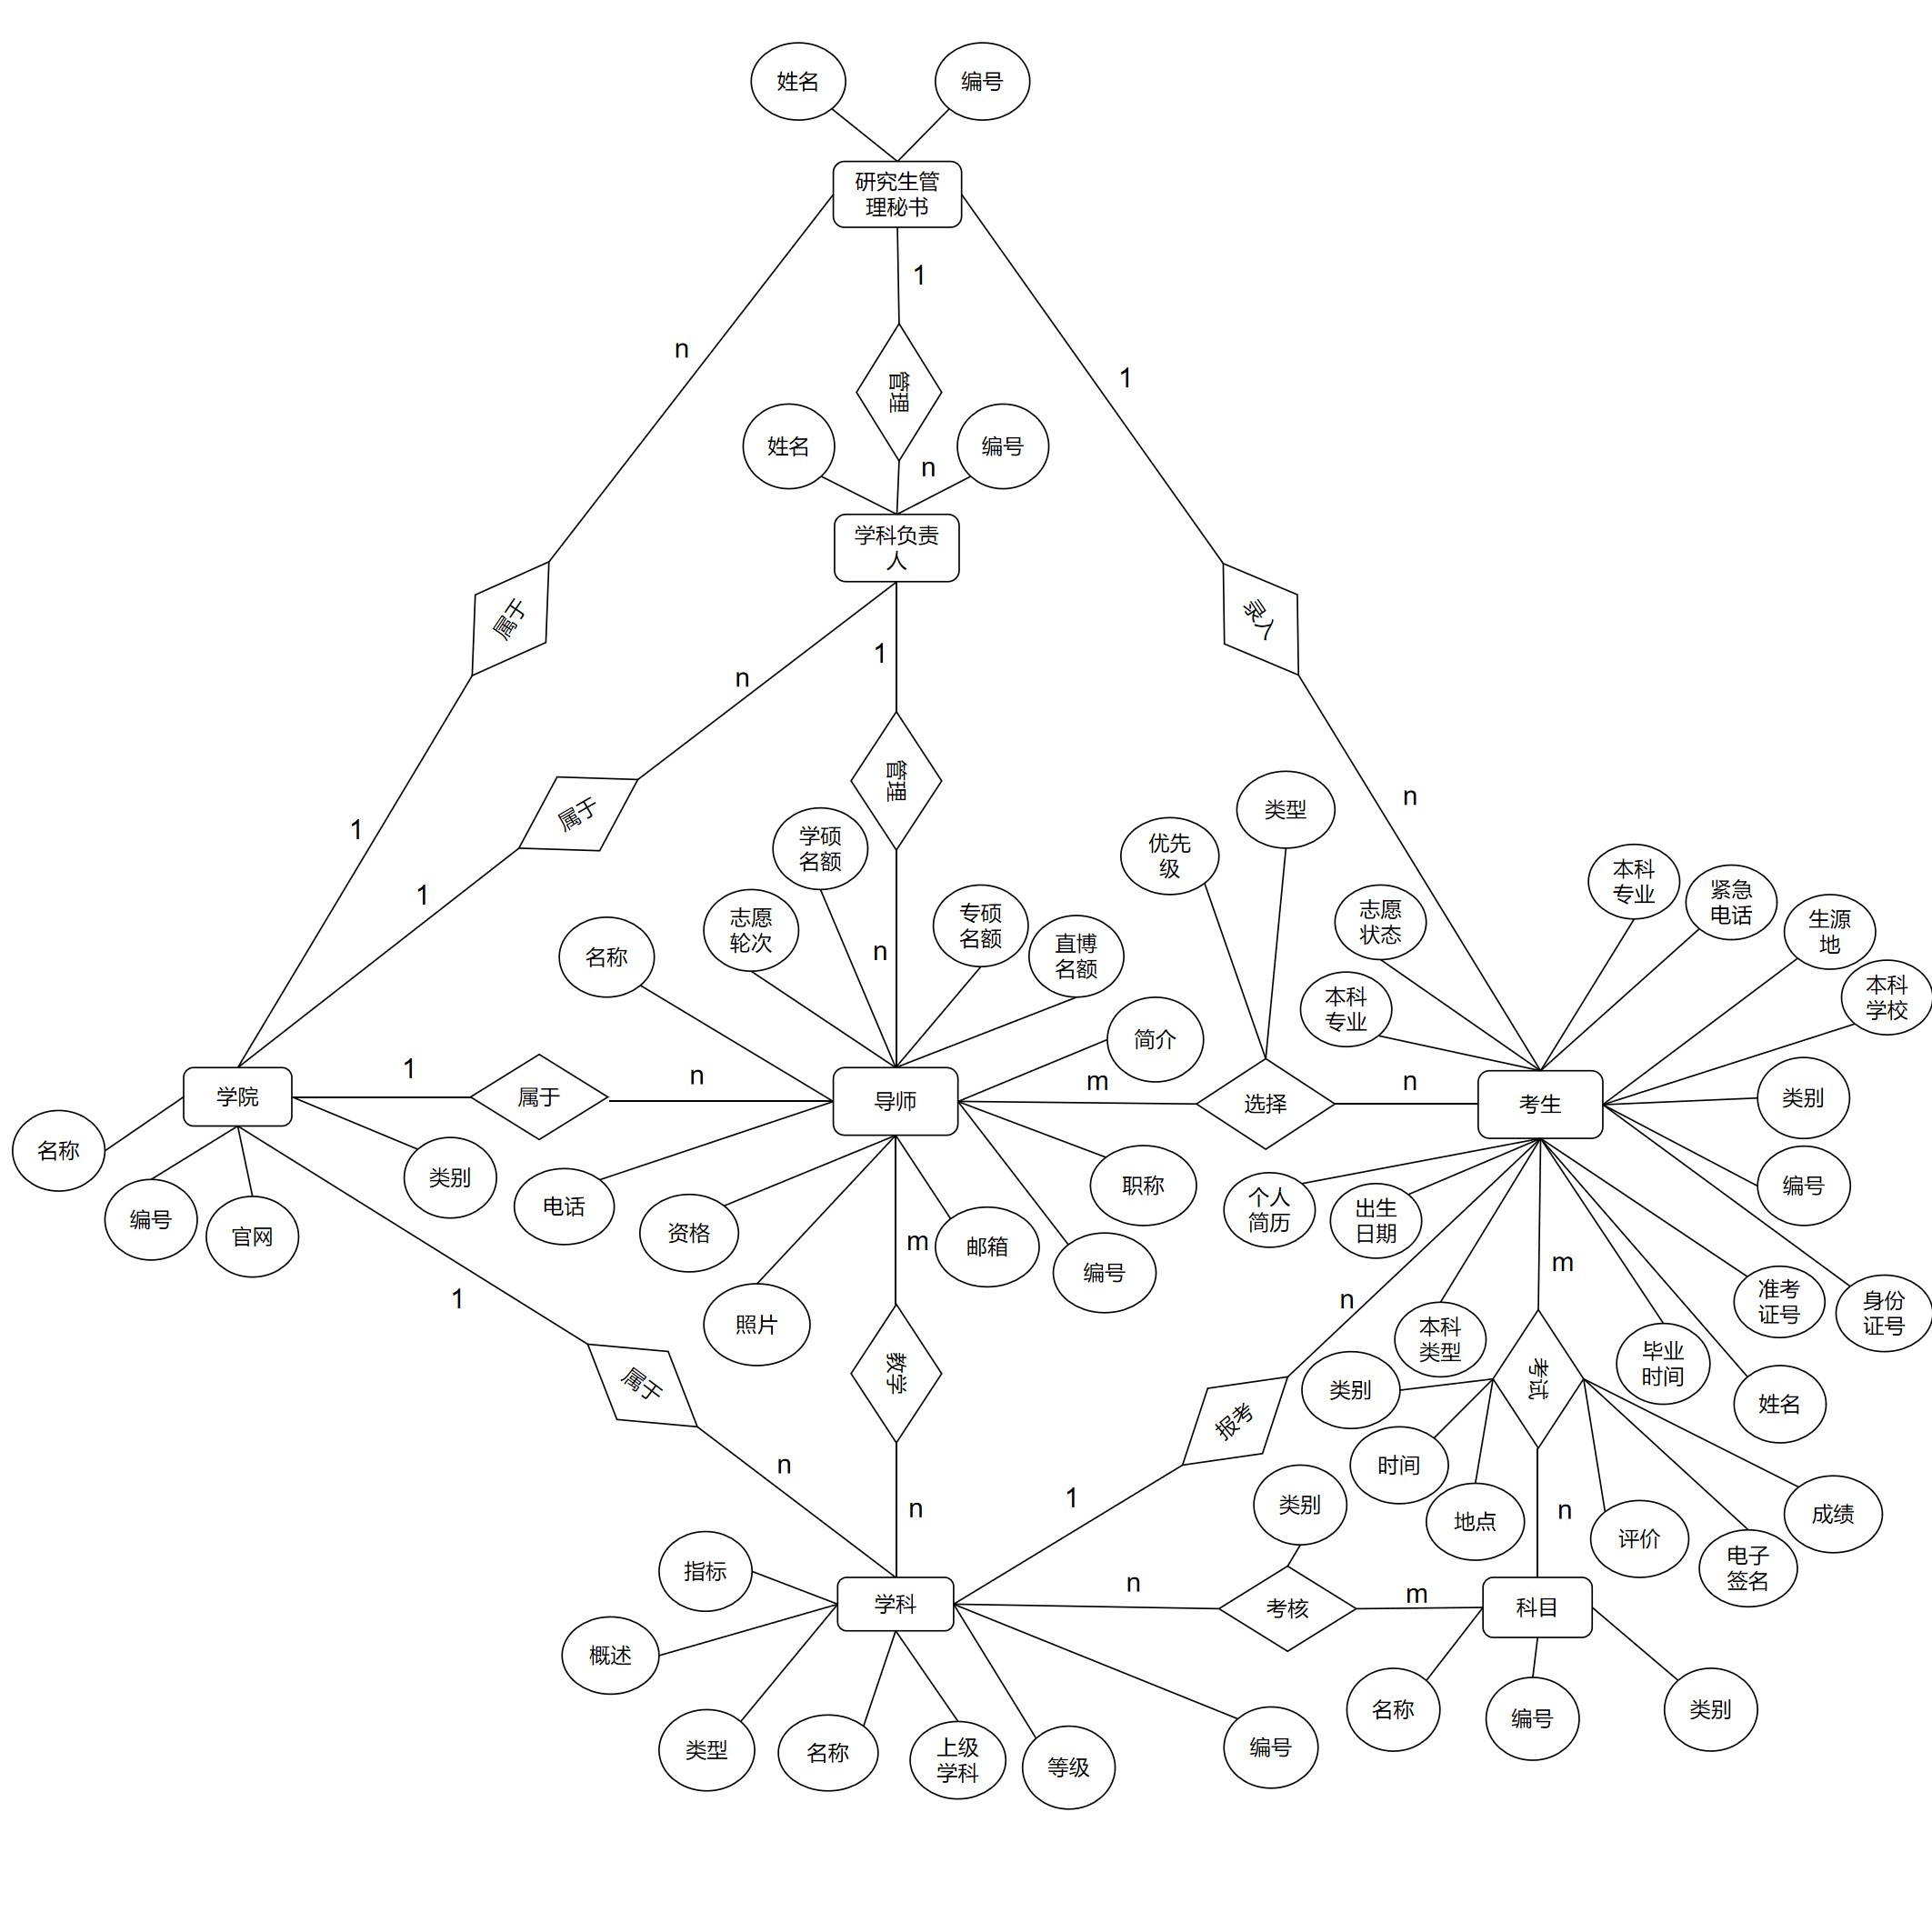 姓名
编号
研究生管
理秘书
1
n
1
管理
姓名
编号
n
学科负责
人
属于
录入
1
n
管理
n
类型
属于
1
优先
级
学硕
名额
1
本科
专业
紧急
电话
志愿
轮次
专硕
名额
志愿
状态
生源
地
n
名称
直博
名额
本科
专业
本科
学校
简介
1
n
m
n
学院
属于
导师
选择
考生
类别
名称
类别
职称
编号
编号
官网
电话
资格
个人
简历
出生
日期
m
邮箱
编号
m
1
n
照片
准考
证号
身份
证号
本科
类型
毕业
时间
属于
教学
类别
考试
姓名
报考
n
时间
1
n
类别
地点
n
评价
成绩
电子
签名
指标
学科
n
考核
m
科目
概述
类型
名称
上级
学科
等级
编号
名称
编号
类别